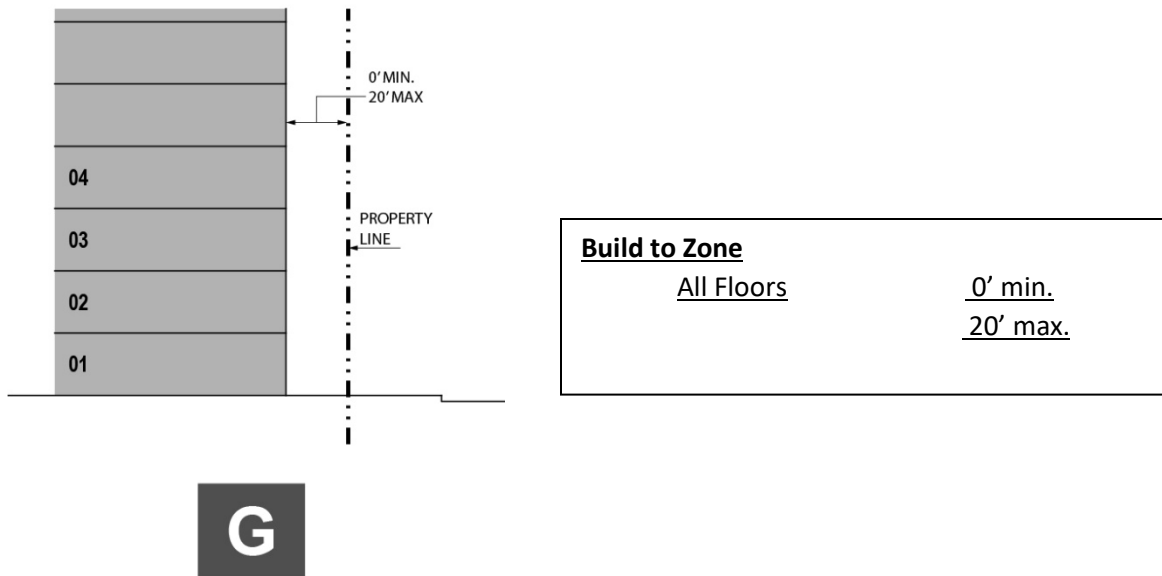 0' MIN.
20' MAX
04
03
02
01
PROPERTY
LINE
Build to Zone
All Floors 0' min.
20' max.
G